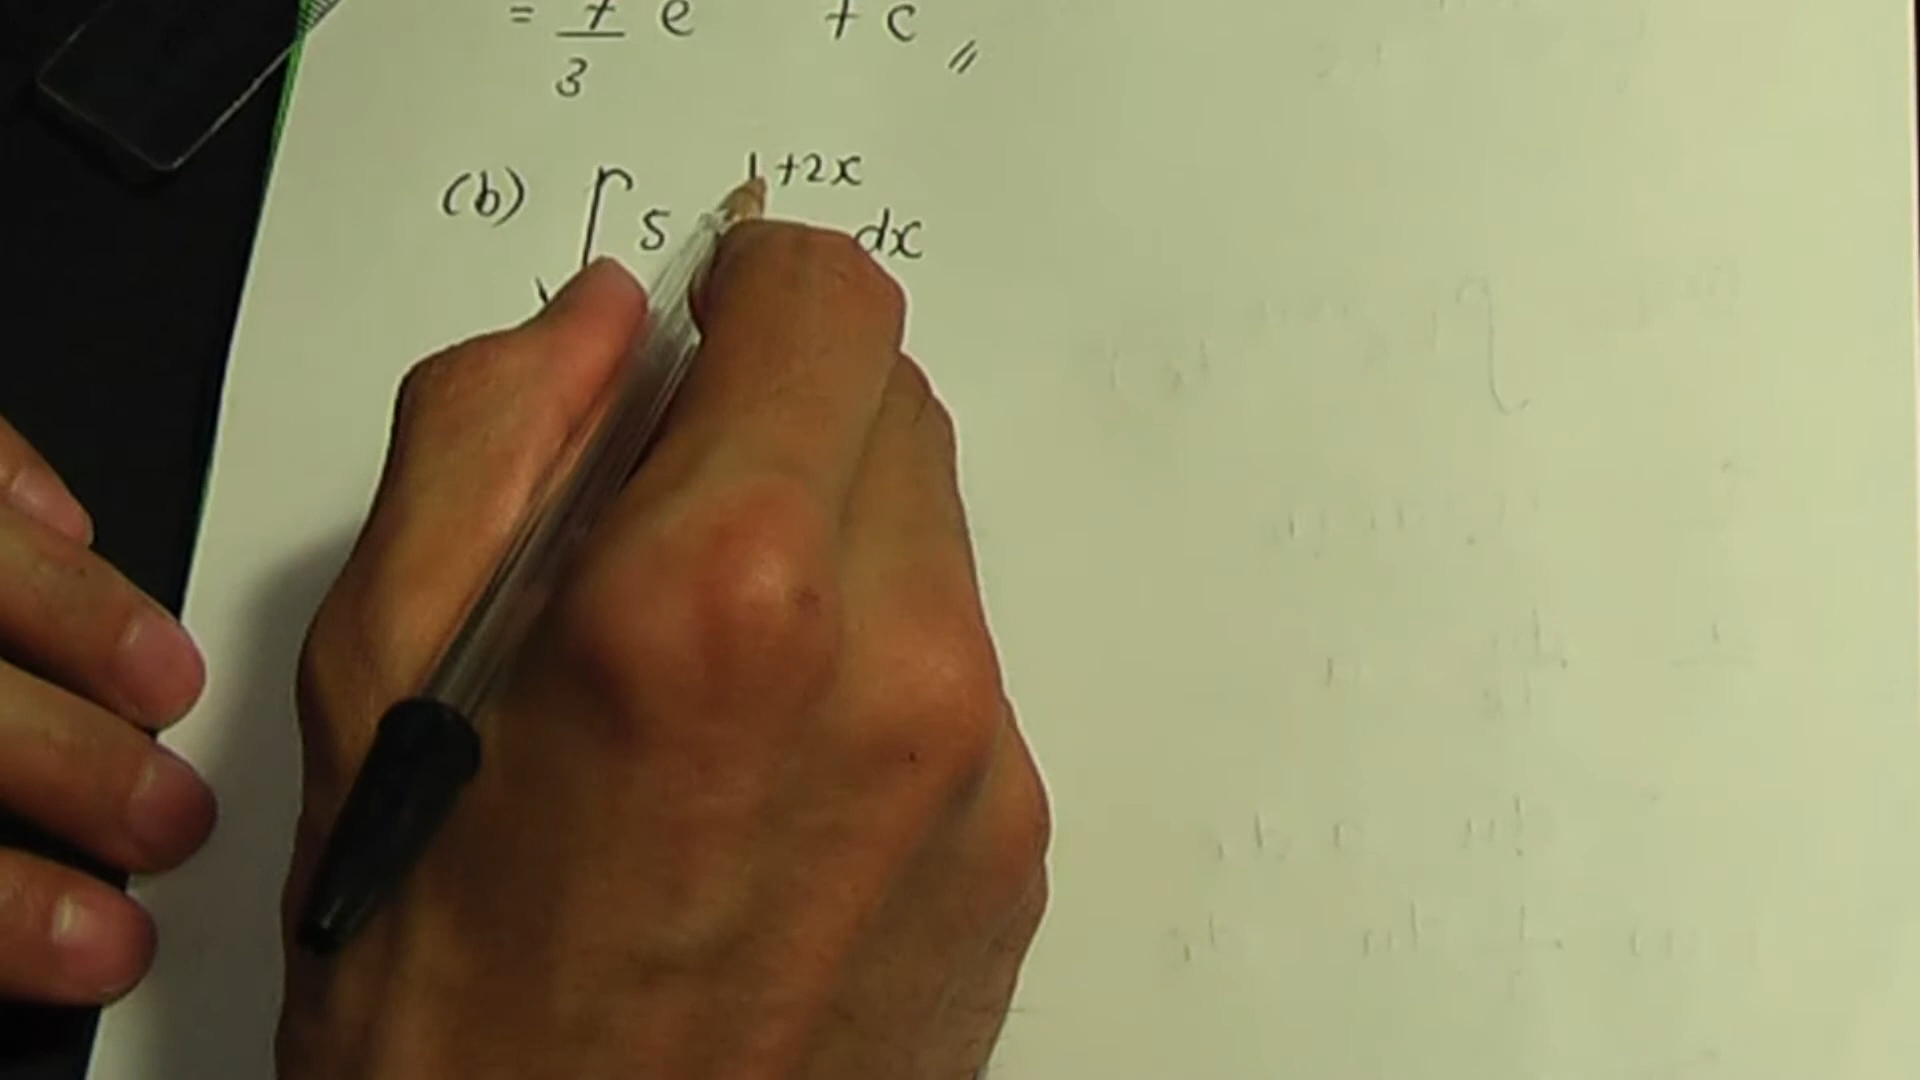 = 7/3 e + c //
(b) ∫ 5 1+2x dx